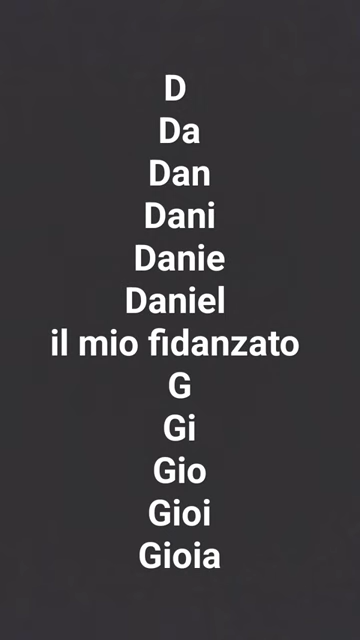 D
Da
Dan
Dani
Danie
Daniel
il mio fidanzato
G
Gi
Gio
Gioi
Gioia